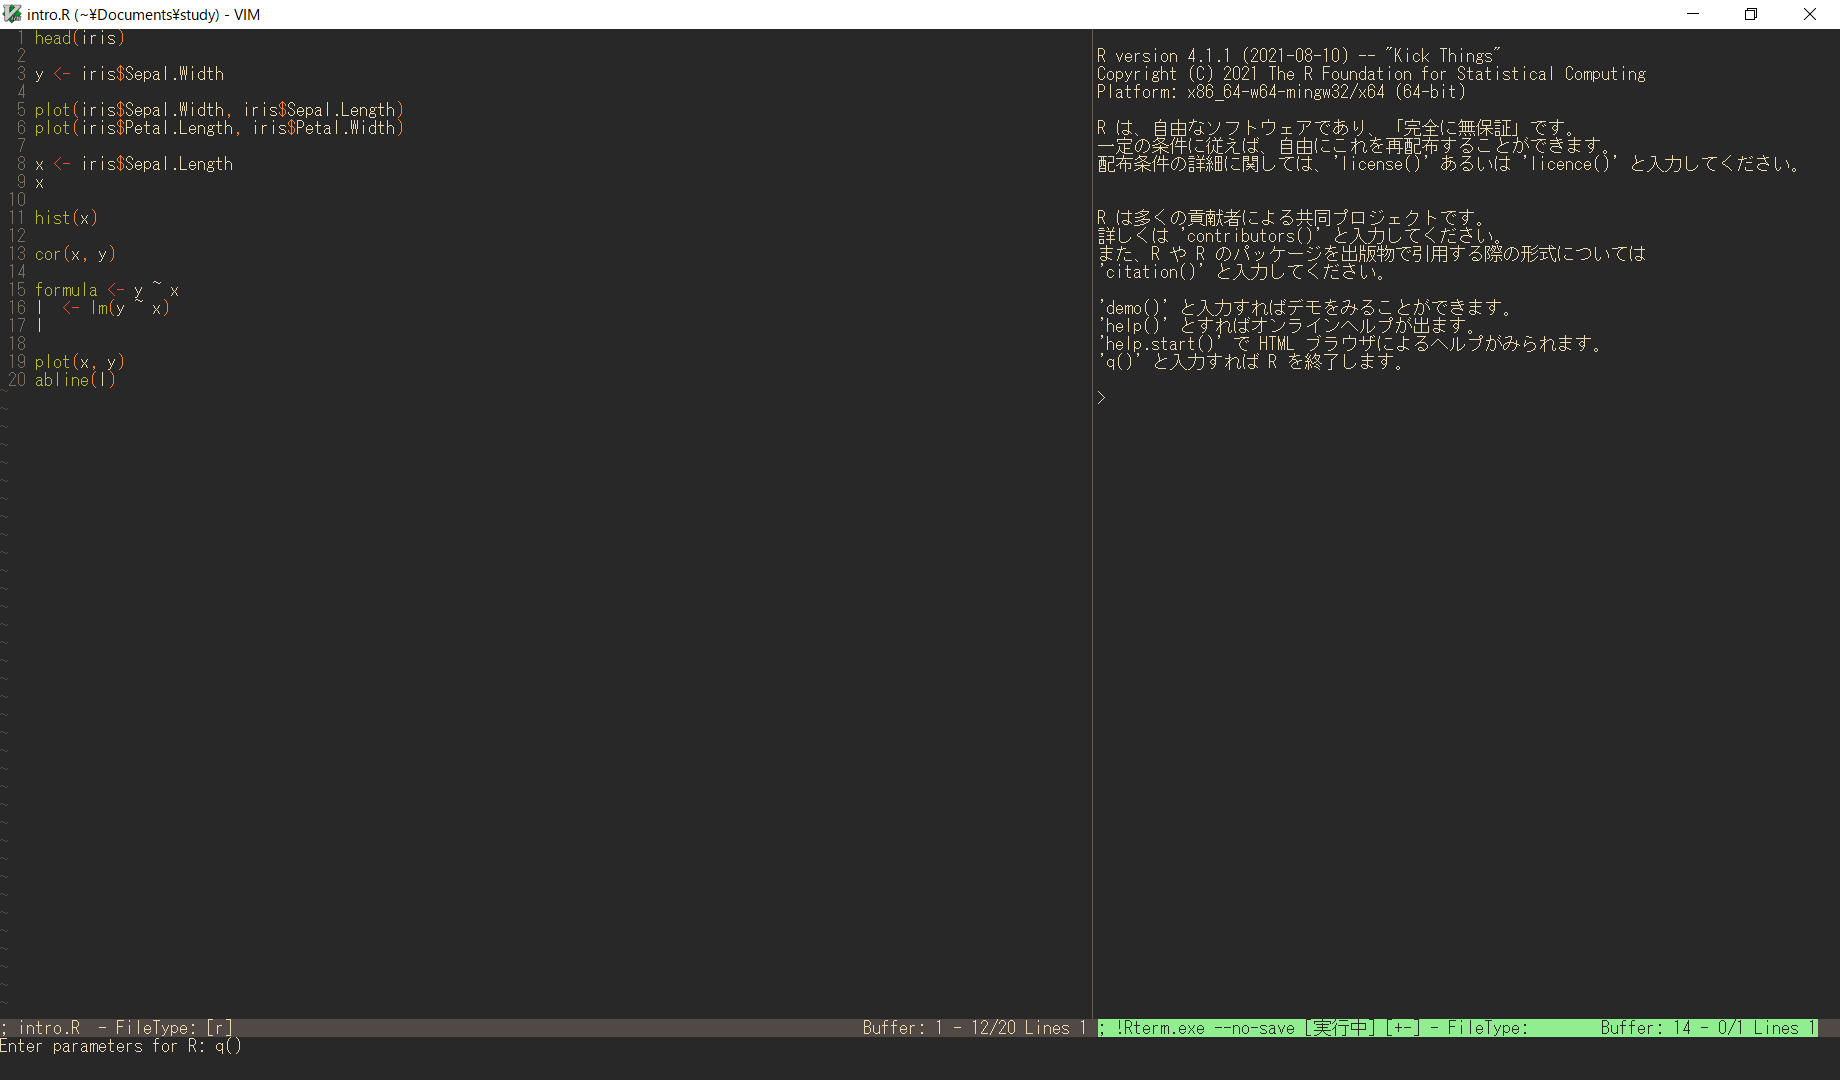 intro.R (~¥Documents¥study) - VIM
1 head(iris)
2
3 y <- iris$Sepal.Width
4
5 plot(iris$Sepal.Width, iris$Sepal.Length)
6 plot(iris$Petal.Length, iris$Petal.Width)
7
8 x <- iris$Sepal.Length
9 x
10
11 hist(x)
12
13 cor(x, y)
14
15 formula <- y ~ x
16 l  <- lm(y ~ x)
17 l
18
19 plot(x, y)
20 abline(l)
R version 4.1.1 (2021-08-10) -- "Kick Things"
Copyright (C) 2021 The R Foundation for Statistical Computing
Platform: x86_64-w64-mingw32/x64 (64-bit)
R は、自由なソフトウェアであり、「完全に無保証」です。
一定の条件に従えば、自由にこれを再配布することができます。
配布条件の詳細に関しては、'license()' あるいは 'licence()' と入力してください。
R は多くの貢献者による共同プロジェクトです。
詳しくは 'contributors()' と入力してください。
また、R や R のパッケージを出版物で引用する際の形式については
'citation()' と入力してください。
'demo()' と入力すればデモをみることができます。
'help()' とすればオンラインヘルプが出ます。
'help.start()' で HTML ブラウザによるヘルプがみられます。
'q()' と入力すれば R を終了します。
>
; intro.R  - FileType: [r] Buffer: 1 - 12/20 Lines 1
; !Rterm.exe --no-save [実行中] [+-] - FileType: Buffer: 14 - 0/1 Lines 1
Enter parameters for R: q()